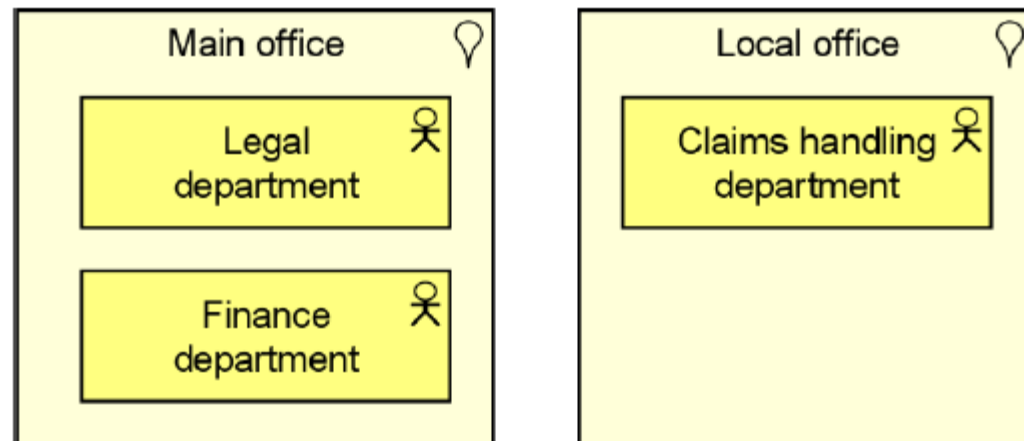 Main office
Legal
department
Finance
department
Local office
Claims handling
department